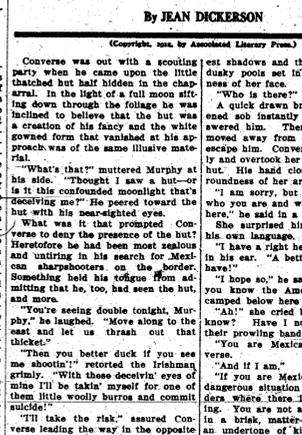 By JEAN DICKERSON
(Copyright, by Associated Literary Press.)
Converse was out with a scouting
party when he came upon the little
thatched but half hidden in the chap-
arral. In the light of a full moon sift-
ing down through the foliage he was
inclined to believe that the hut was
a creation of his fancy and the white
gowned form that vanished at his ap-
proach was of the same illusive mate-
rial.
"What's that?" muttered Murphy
at his side. "Thought I saw a hut—or
is it this confounded moonlight that's
deceiving me?" He peered toward the
hut with his near-sighted eyes.
What was it that prompted Con-
verse to deny the presence of the hut?
Heretofore he had been most zealous
and untiring in his search for Mexi-
can sharpshooters on the border.
Something held his tongue from ad-
mitting that he, too, had seen the hut,
and more.
"You're seeing double tonight, Mur-
phy," he laughed. "Move along to the
east and let us thrash out that
thicket."
"Then you better duck if you see
me shootin'!" retorted the Irishman
grimly. "With these deceivin' eyes of
mine I'll be takin' myself for one of
them little woolly burros and commit
suicide."
"I'll take the risk," assured Con-
verse leading the way in the opposite
est shadows and th
dusky pools set in
ness of her face.
"Who is there?"
A quick drawn br
ened sob instantly
swered him. Then
moved away from
escape him. Convers
ly and overtook her
hut. His hand clo
roundness of her ar
"I am sorry, but
who you are and w
here," he said in a
She surprised hi
his own language.
"I have a right he
in his ear. "A bett
have!"
"I hope so," he sa
you know the Ame
camped below here
"Ah!" she cried
know? Have I no
their prowling band
"You are Mexica
verse.
"And if I am,"
"If you are Mexic
dangerous situation
ders where there i
ing. You are not a
in a brisk, matter-
an undertone of ki